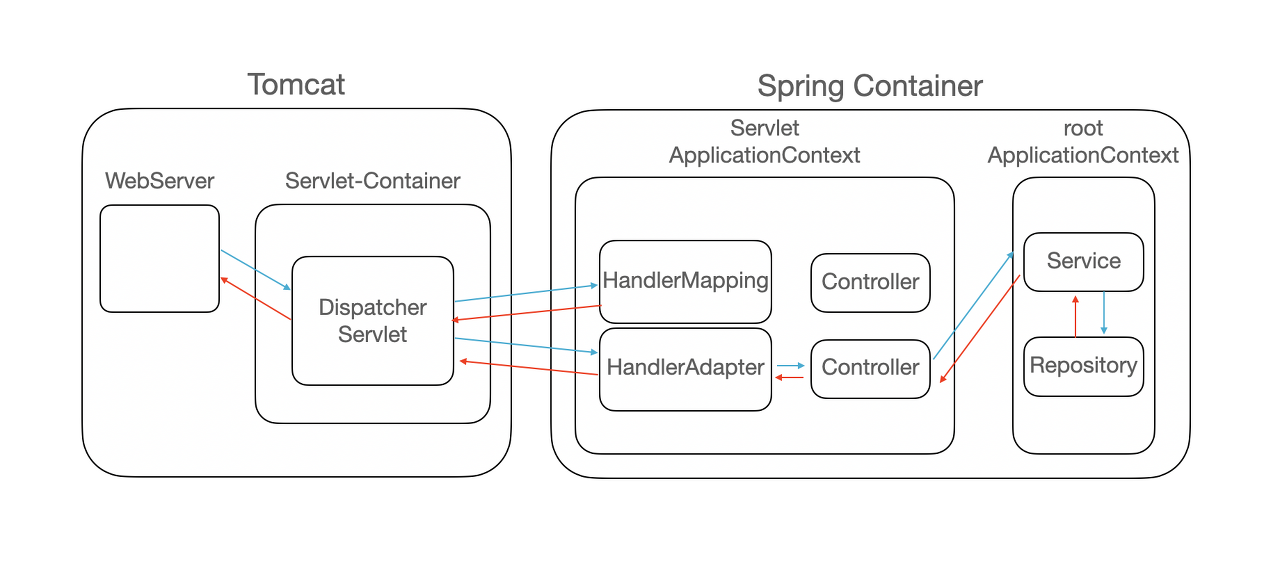 Tomcat
Spring Container
Servlet
ApplicationContext
root
ApplicationContext
WebServer
Servlet-Container
Dispatcher
Servlet
HandlerMapping
Controller
HandlerAdapter
Controller
Service
Repository